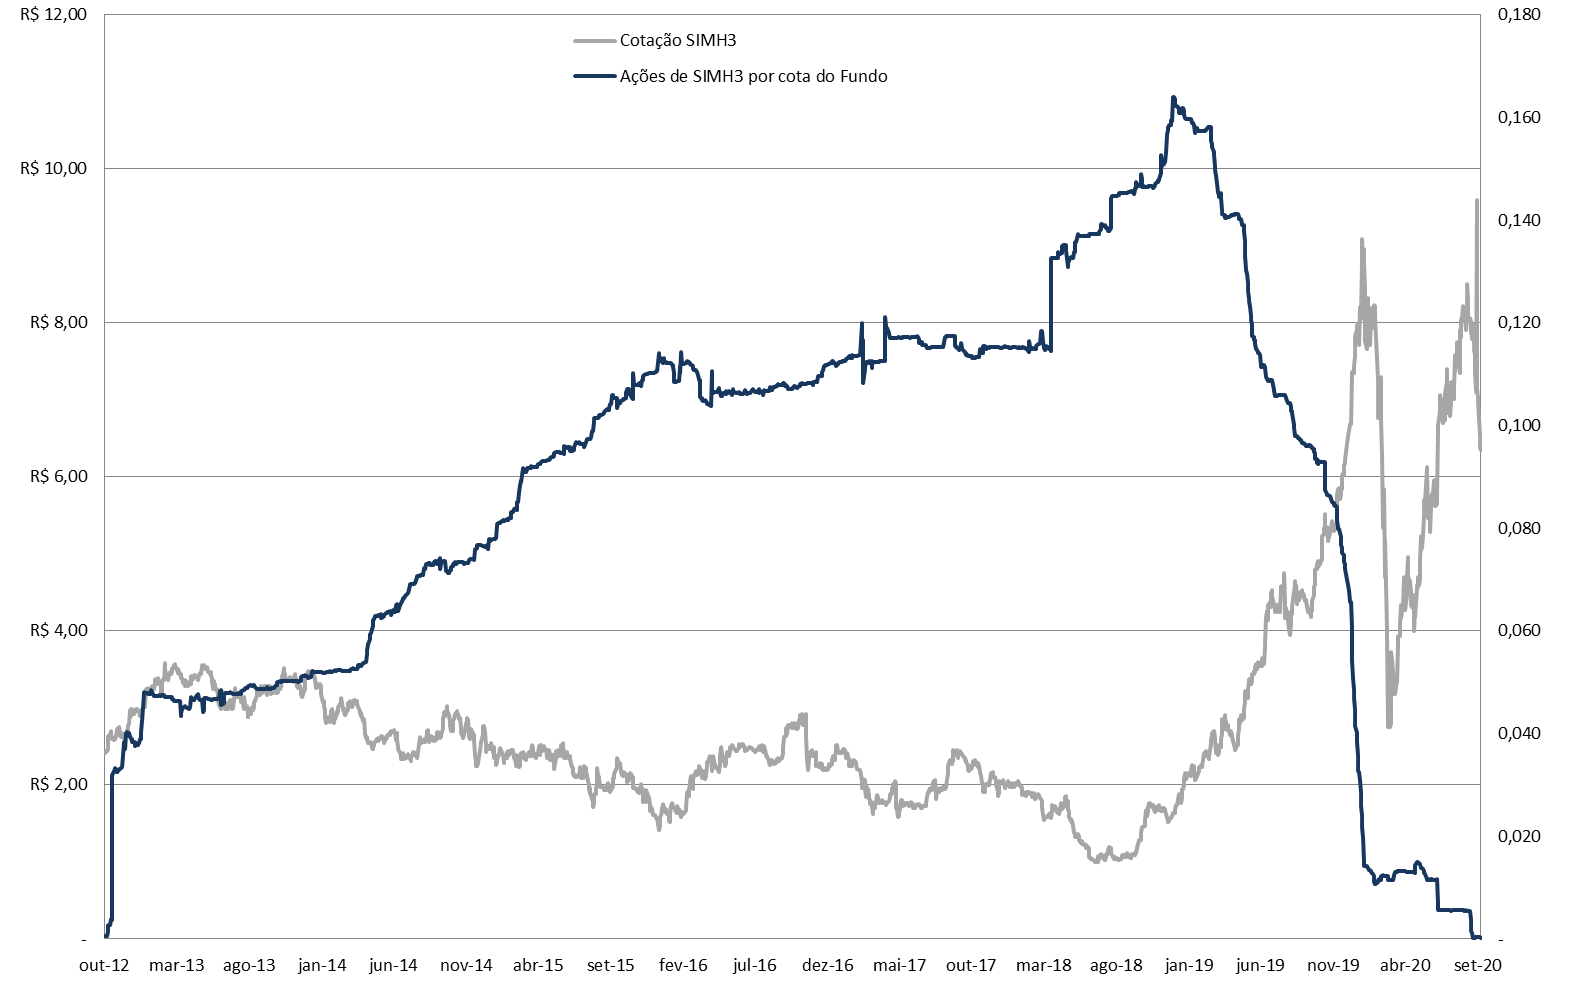 R$ 12,00
R$ 10,00
R$ 8,00
R$ 6,00
R$ 4,00
R$ 2,00
-
Cotação SIMH3
Ações de SIMH3 por cota do Fundo
0,180
0,160
0,140
0,120
0,100
0,080
0,060
0,040
0,020
-
out-12 mar-13 ago-13 jan-14 jun-14 nov-14 abr-15 set-15 fev-16 jul-16 dez-16 mai-17 out-17 mar-18 ago-18 jan-19 jun-19 nov-19 abr-20 set-20